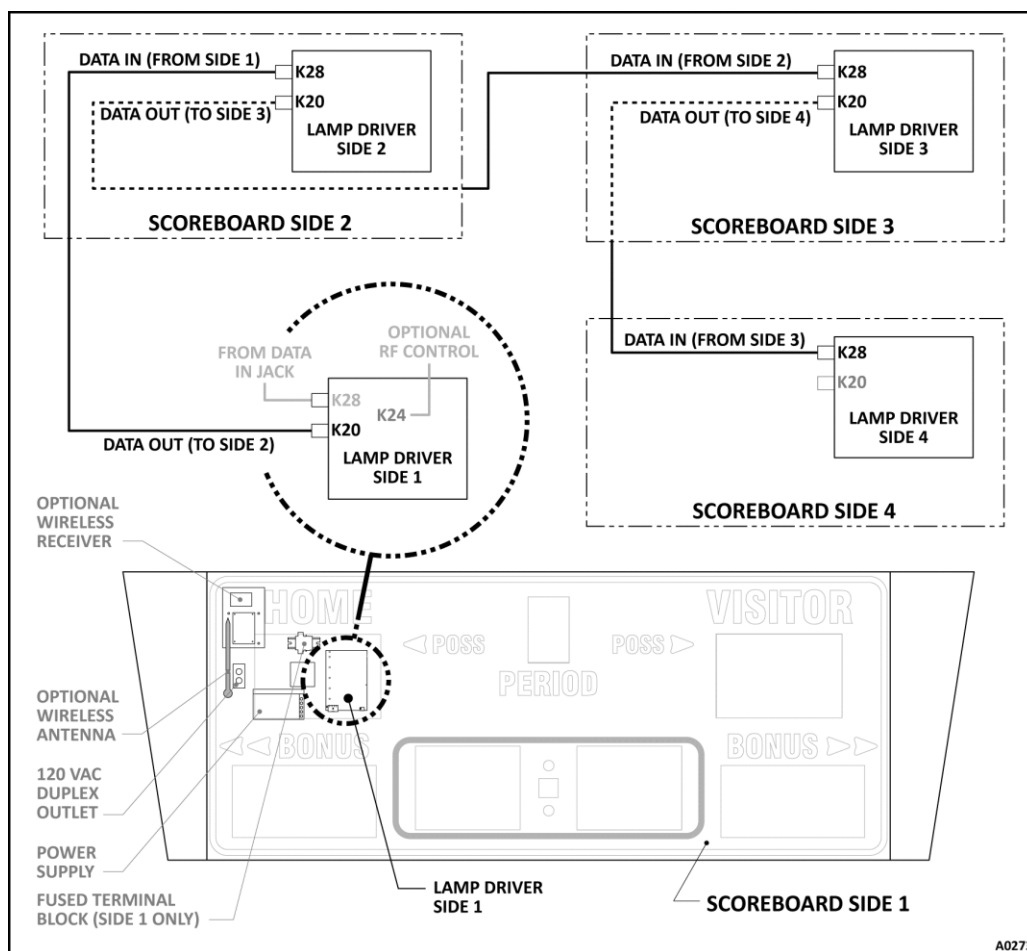 DATA IN (FROM SIDE 1)
K28
K20
DATA OUT (TO SIDE 3)
LAMP DRIVER
SIDE 2
SCOREBOARD SIDE 2
DATA IN (FROM SIDE 2)
K28
K20
DATA OUT (TO SIDE 4)
LAMP DRIVER
SIDE 3
SCOREBOARD SIDE 3
OPTIONAL
RF CONTROL
FROM DATA
IN JACK
K28
K24
K20
DATA OUT (TO SIDE 2)
LAMP DRIVER
SIDE 1
DATA IN (FROM SIDE 3)
K28
K20
LAMP DRIVER
SIDE 4
SCOREBOARD SIDE 4
OPTIONAL
WIRELESS
RECEIVER
OPTIONAL
WIRELESS
ANTENNA
120 VAC
DUPLEX
OUTLET
POWER
SUPPLY
FUSED TERMINAL
BLOCK (SIDE 1 ONLY)
HOME
VISITOR
POSS
POSS
PERIOD
BONUS
BONUS
LAMP DRIVER
SIDE 1
SCOREBOARD SIDE 1